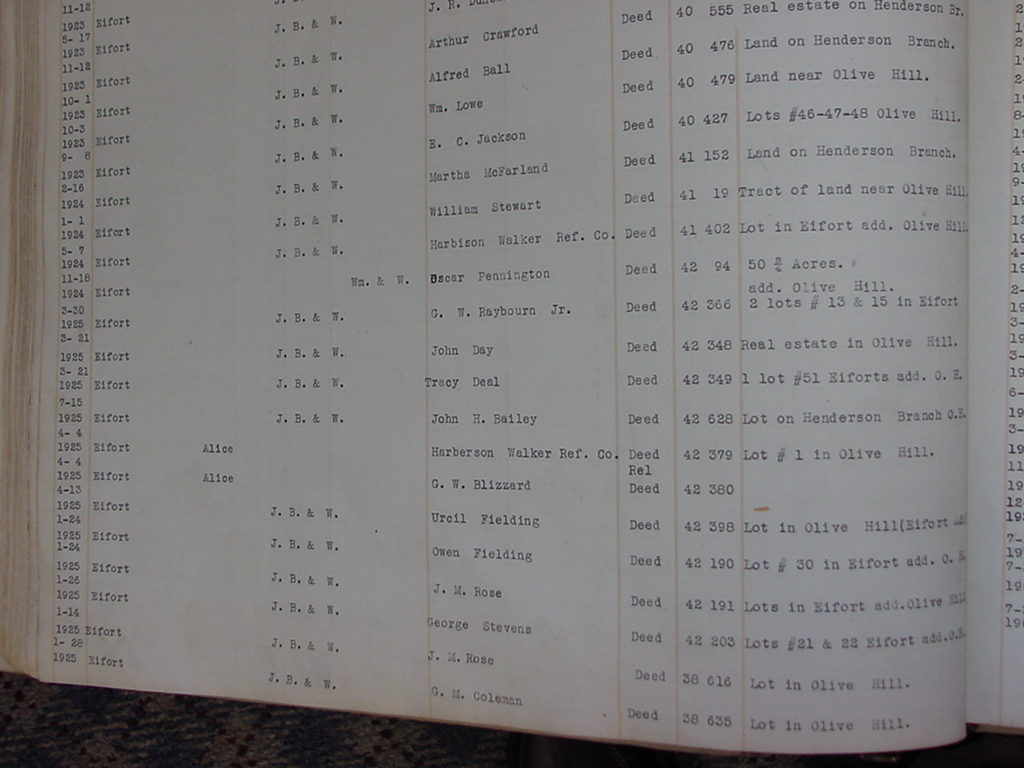 11-12
1923 Eifort J. B. & W.
5- 17
1923 Eifort J. B. & W. J. R.
11-12
1923 Eifort J. B. & W. Arthur Crawford Deed 40 555 Real estate on Henderson Br.
10- 1
1923 Eifort J. B. & W. Alfred Ball Deed 40 476 Land on Henderson Branch.
10-3
1923 Eifort J. B. & W. Wm. Lowe Deed 40 479 Land near Olive Hill.
9- 8
1923 Eifort J. B. & W. E. C. Jackson Deed 40 427 Lots #46-47-48 Olive Hill.
2-16
1924 Eifort J. B. & W. Martha McFarland Deed 41 152 Land on Henderson Branch.
1- 1
1924 Eifort J. B. & W. William Stewart Deed 41 19 Tract of land near Olive Hill
5- 7
1924 Eifort J. B. & W. Harbison Walker Ref. Co. Deed 41 402 Lot in Eifort add. Olive Hill
11-18
1924 Eifort Wm. & W. Oscar Pennington Deed 42 94 50 Acres.
add. Olive Hill.
3-30
1925 Eifort J. B. & W. G. W. Raybourn Jr. Deed 42 366 2 lots # 13 & 15 in Eifort
3- 21
1925 Eifort J. B. & W. John Day Deed 42 348 Real estate in Olive Hill.
3- 21
1925 Eifort J. B. & W. Tracy Deal Deed 42 349 1 lot #51 Eiforts add. O. H.
7-15
1925 Eifort J. B. & W. John H. Bailey Deed 42 628 Lot on Henderson Branch O.H.
4- 4
1925 Eifort Alice Harberson Walker Ref. Co. Deed 42 379 Lot # 1 in Olive Hill.
4- 4 Rel
1925 Eifort Alice G. W. Blizzard Deed 42 380
4-13
1925 Eifort J. B. & W. Urcil Fielding Deed 42 398 Lot in Olive Hill(Eifort
1-24
1925 Eifort J. B. & W. Owen Fielding Deed 42 190 Lot # 30 in Eifort add. O. H.
1-24
1925 Eifort J. B. & W. J. M. Rose Deed 42 191 Lots in Eifort add.Olive Hill
1-26
1925 Eifort J. B. & W. George Stevens Deed 42 203 Lots #21 & 22 Eifort add.O.H.
1-14
1925 Eifort J. B. & W. J. M. Rose Deed 38 616 Lot in Olive Hill.
1- 28
1925 Eifort J. B. & W. G. M. Coleman Deed 38 635 Lot in Olive Hill.